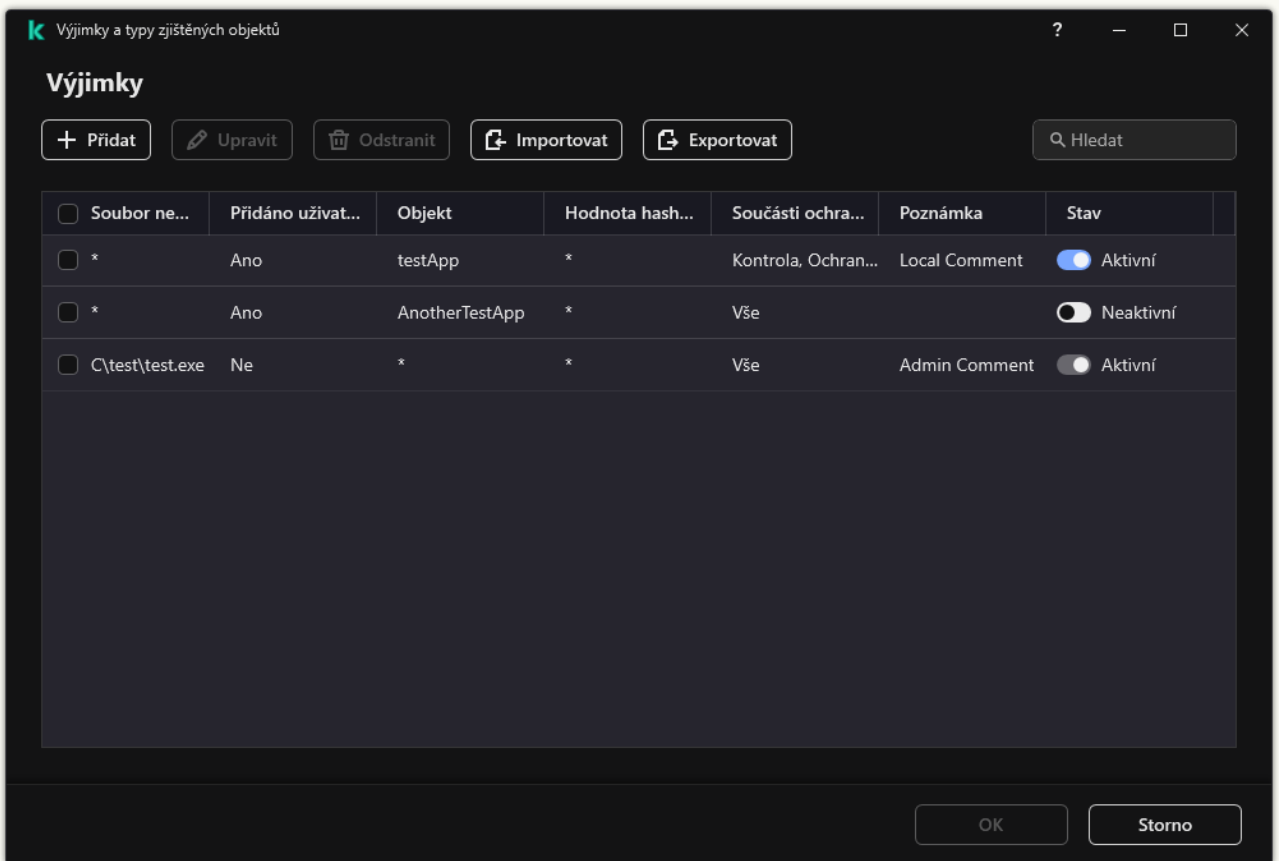 Výjimky a typy zjištěných objektů ?
Výjimky
Přidat Upravit Odstranit Importovat Exportovat Hledat
Soubor ne... Přidáno uživat... Objekt Hodnota hash... Součásti ochra... Poznámka Stav
* Ano testApp * Kontrola, Ochran... Local Comment Aktivní
* Ano AnotherTestApp * Vše Neaktivní
C\test\test.exe Ne * * Vše Admin Comment Aktivní
OK Storno